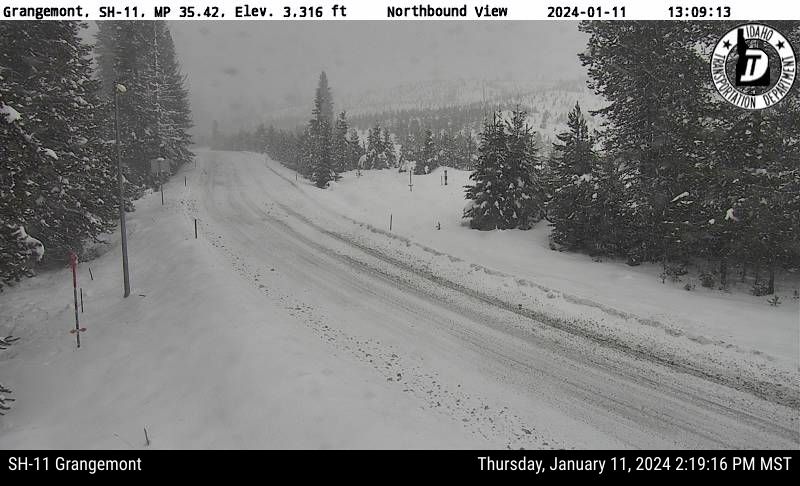 Grangemont, SH-11, MP 35.42, Elev. 3,316 ft Northbound View 2024-01-11 13:09:13
IDAHO
TRANSPORTATION DEPARTMENT
SH-11 Grangemont Thursday, January 11, 2024 2:19:16 PM MST